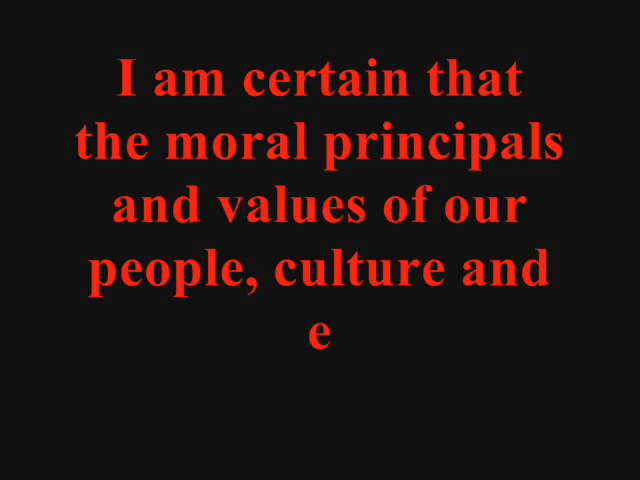 I am certain that
the moral principals
and values of our
people, culture and
e